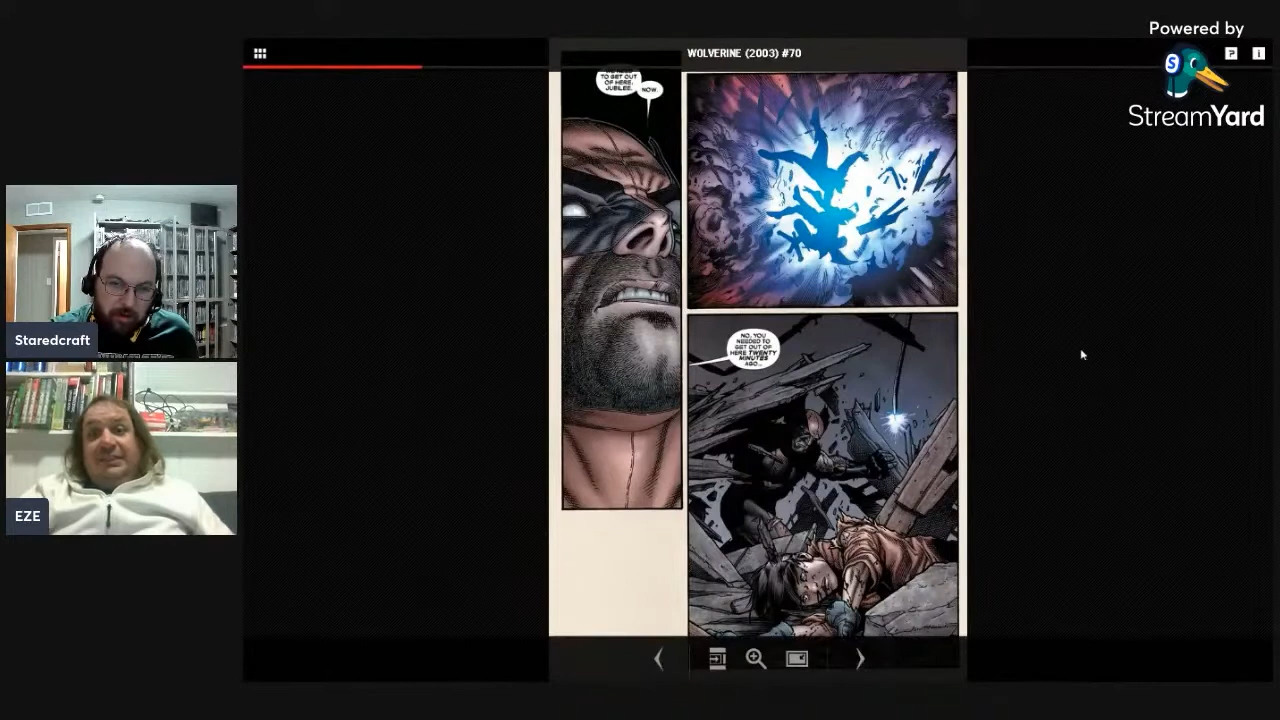 Powered by
StreamYard
WOLVERINE (2003) #70
TO GET OUT
OF HERE,
JUBILEE.
NOW.
NO, YOU
NEEDED TO
GET OUT OF
HERE TWENTY
MINUTES
AGO...
Staredcraft
EZE